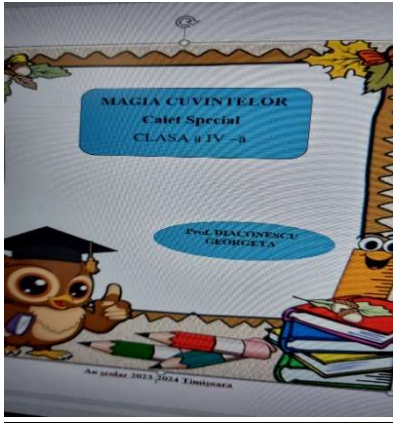 MAGIA CUVINTELOR
Caiet Special
CLASA a IV –a
Prof. DIACONESCU
GEORGETA
An școlar 2023-2024 Timișoara